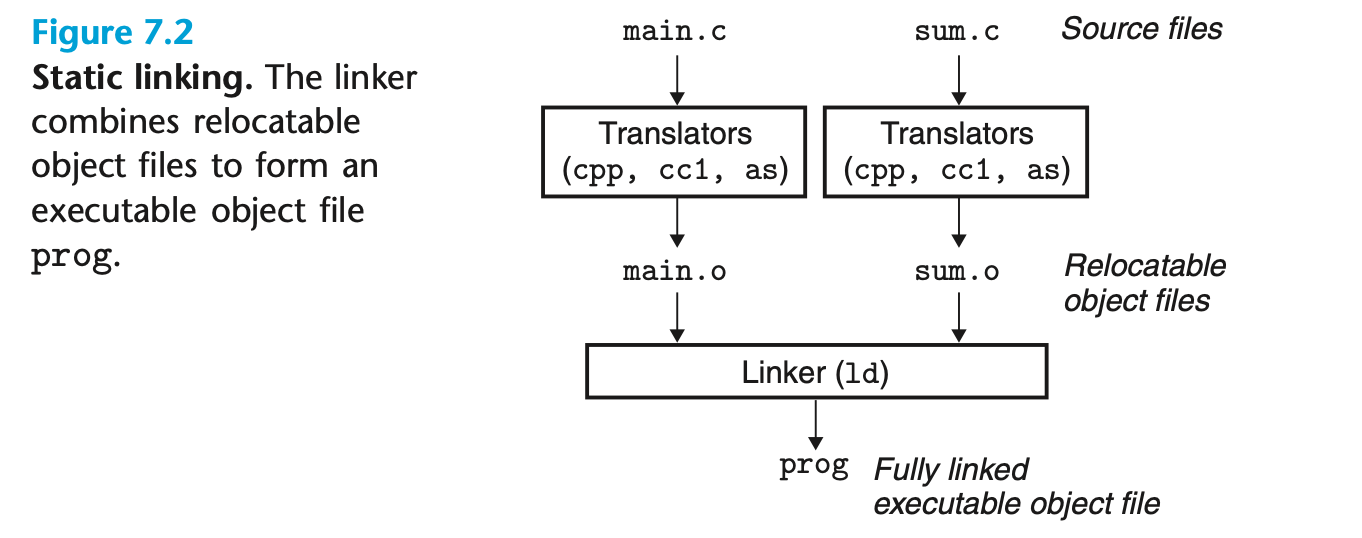 Figure 7.2
Static linking. The linker
combines relocatable
object files to form an
executable object file
prog.
main.c sum.c Source files
Translators Translators
(cpp, cc1, as) (cpp, cc1, as)
main.o sum.o Relocatable
object files
Linker (ld)
prog Fully linked
executable object file